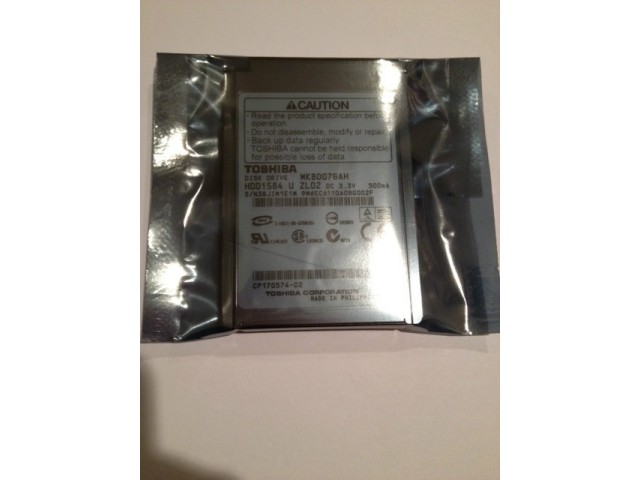 CAUTION
- Read the product specification before
operation.
- Do not disassemble, modify or repair
- Back up data regularly
TOSHIBA cannot be held responsible
for possible loss of data
TOSHIBA
DISK DRIVE MK8007GAH
HDD1584 U ZL02 DC 3.3V 500mA
S/N
CP170574-02
TOSHIBA CORPORATION
MADE IN PHILIPP